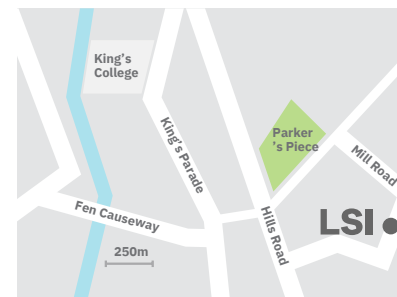 King's
College
King's Parade
Parker
's Piece
Mill Road
Fen Causeway
Hills Road
LSI
250m